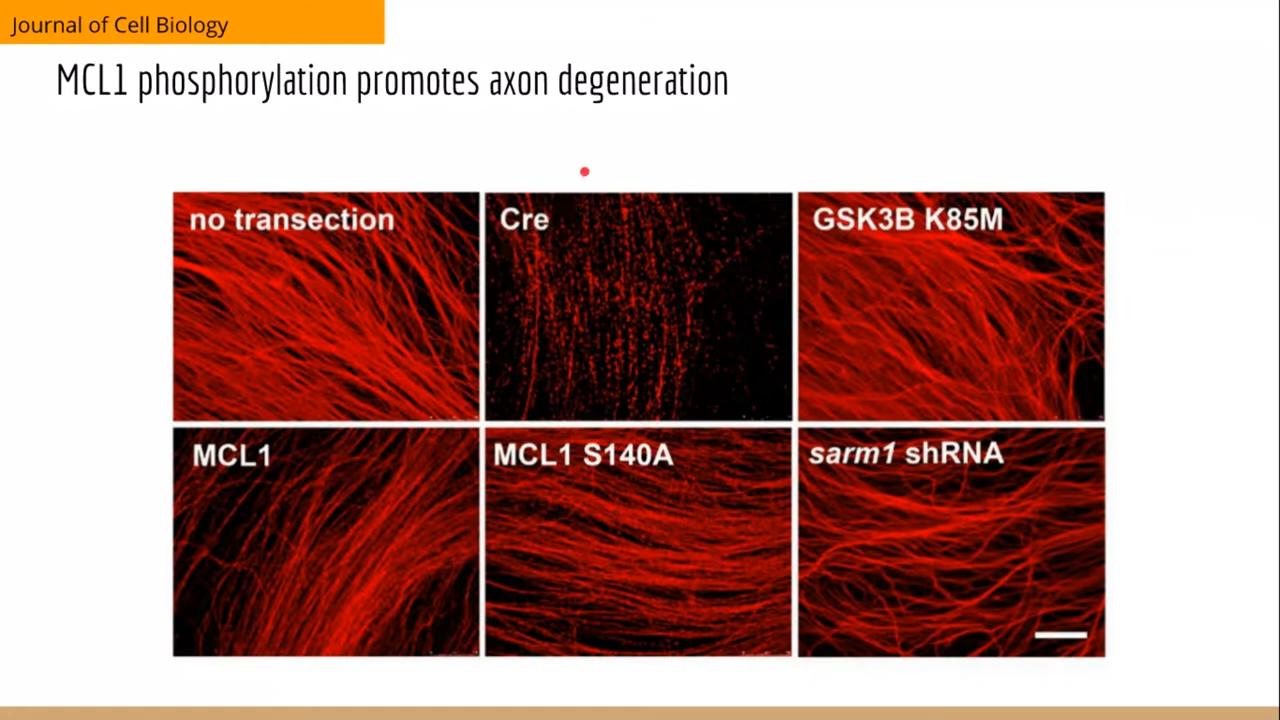 Journal of Cell Biology
MCL1 phosphorylation promotes axon degeneration
no transection
Cre
GSK3B K85M
MCL1
MCL1 S140A
sarm1 shRNA